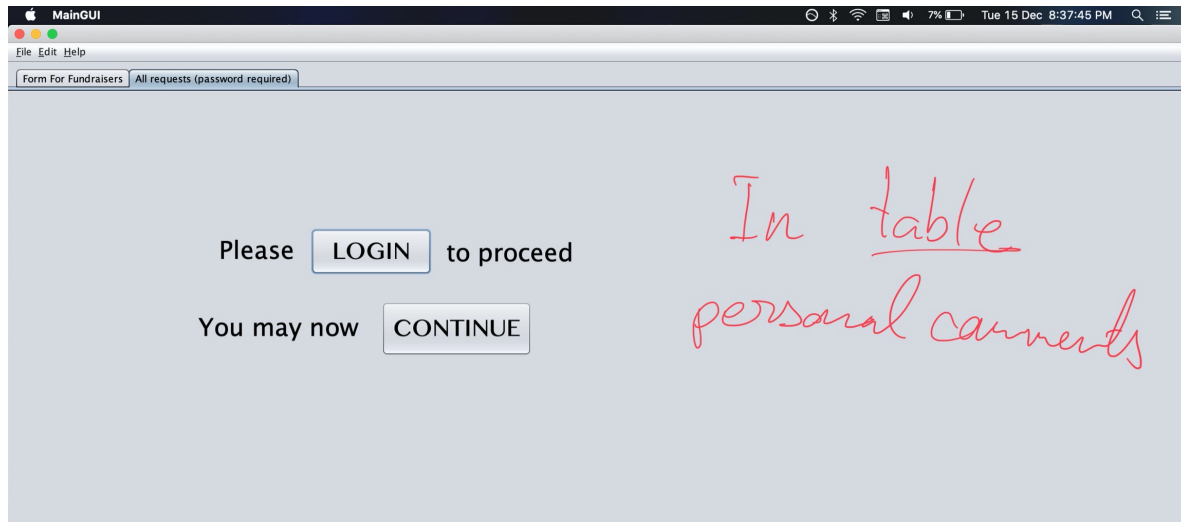 MainGUI 7% Tue 15 Dec 8:37:45 PM
File Edit Help
Form For Fundraisers All requests (password required)
Please LOGIN to proceed
You may now CONTINUE
In table
personal comments